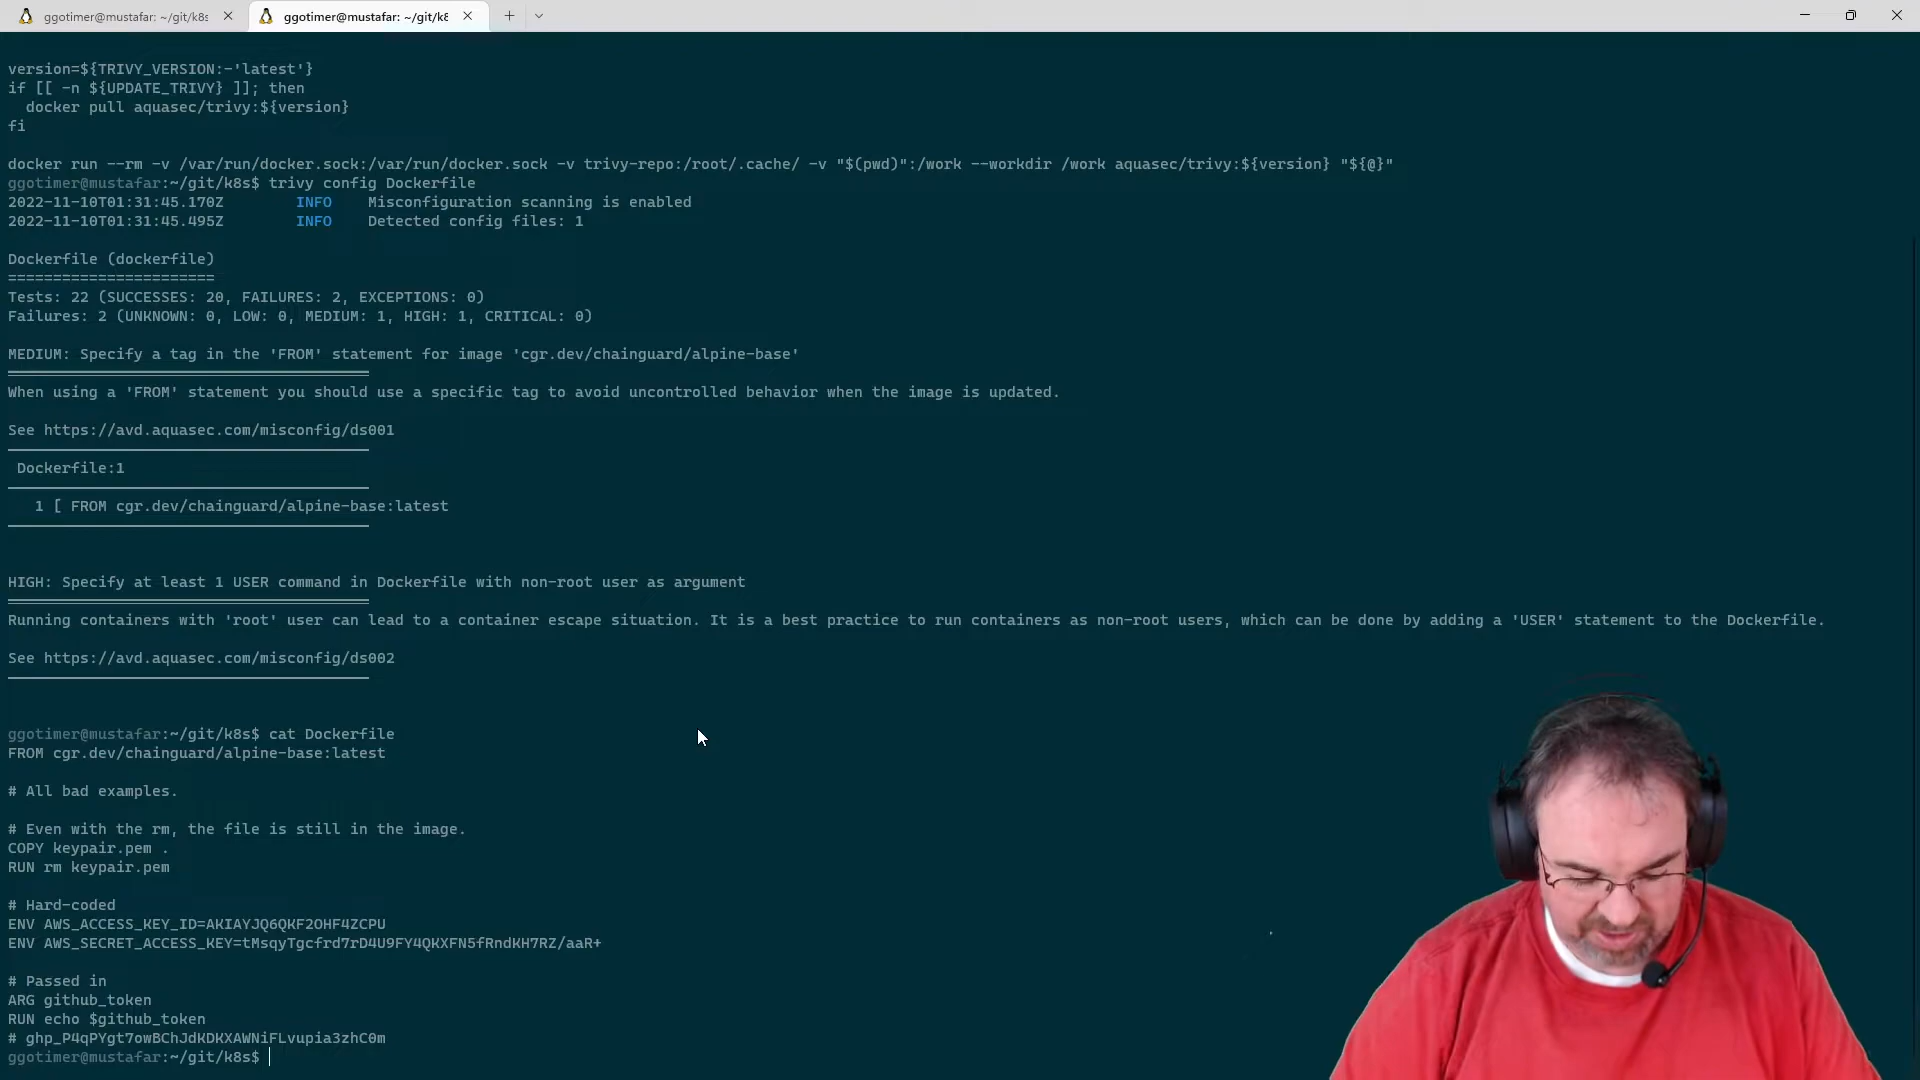 ggotimer@mustafar: ~/git/k8s
ggotimer@mustafar: ~/git/k8s
version=${TRIVY_VERSION:-'latest'}
if [[ -n ${UPDATE_TRIVY} ]]; then
  docker pull aquasec/trivy:${version}
fi
docker run --rm -v /var/run/docker.sock:/var/run/docker.sock -v trivy-repo:/root/.cache/ -v "$(pwd)":/work --workdir /work aquasec/trivy:${version} "${@}"
ggotimer@mustafar:~/git/k8s$ trivy config Dockerfile
2022-11-10T01:31:45.170Z        INFO    Misconfiguration scanning is enabled
2022-11-10T01:31:45.495Z        INFO    Detected config files: 1
Dockerfile (dockerfile)
=======================
Tests: 22 (SUCCESSES: 20, FAILURES: 2, EXCEPTIONS: 0)
Failures: 2 (UNKNOWN: 0, LOW: 0, MEDIUM: 1, HIGH: 1, CRITICAL: 0)
MEDIUM: Specify a tag in the 'FROM' statement for image 'cgr.dev/chainguard/alpine-base'
When using a 'FROM' statement you should use a specific tag to avoid uncontrolled behavior when the image is updated.
See https://avd.aquasec.com/misconfig/ds001
Dockerfile:1
1 [ FROM cgr.dev/chainguard/alpine-base:latest
HIGH: Specify at least 1 USER command in Dockerfile with non-root user as argument
Running containers with 'root' user can lead to a container escape situation. It is a best practice to run containers as non-root users, which can be done by adding a 'USER' statement to the Dockerfile.
See https://avd.aquasec.com/misconfig/ds002
ggotimer@mustafar:~/git/k8s$ cat Dockerfile
FROM cgr.dev/chainguard/alpine-base:latest
# All bad examples.
# Even with the rm, the file is still in the image.
COPY keypair.pem .
RUN rm keypair.pem
# Hard-coded
ENV AWS_ACCESS_KEY_ID=AKIAYJQ6QKF2OHF4ZCPU
ENV AWS_SECRET_ACCESS_KEY=tMsqyTgcfrd7rD4U9FY4QKXFN5fRndKH7RZ/aaR+
# Passed in
ARG github_token
RUN echo $github_token
# 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
ggotimer@mustafar:~/git/k8s$